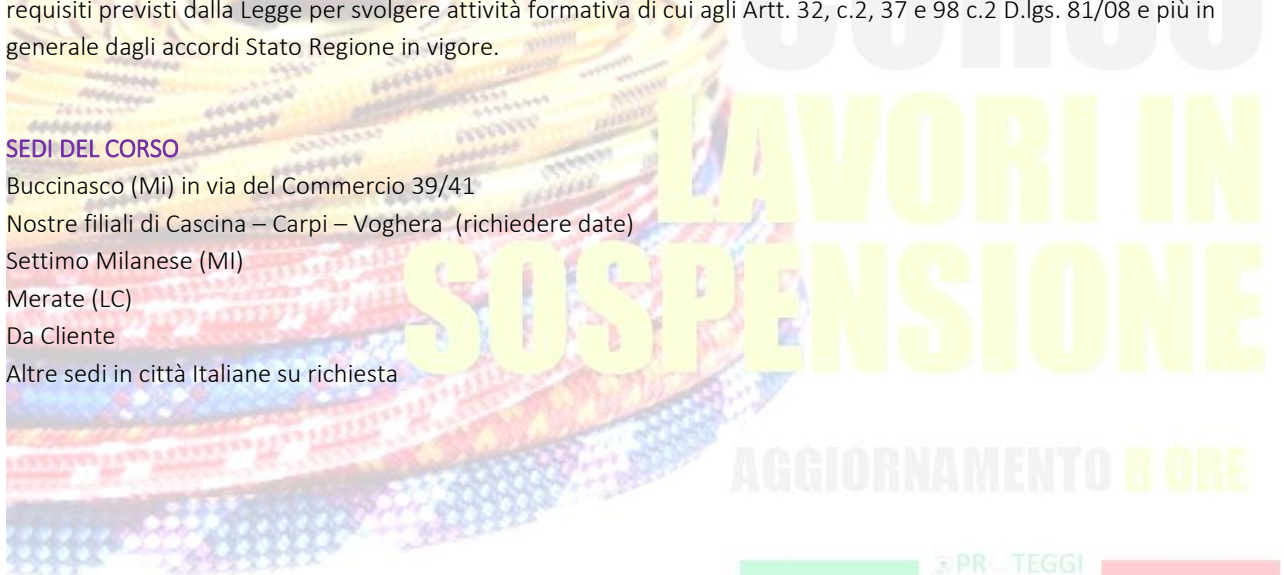 requisiti previsti dalla Legge per svolgere attività formativa di cui agli Artt. 32, c.2, 37 e 98 c.2 D.lgs. 81/08 e più in
generale dagli accordi Stato Regione in vigore.
CORSO
LAVORI IN
SOSPENSIONE
SEDI DEL CORSO
Buccinasco (Mi) in via del Commercio 39/41
Nostre filiali di Cascina – Carpi – Voghera (richiedere date)
Settimo Milanese (MI)
Merate (LC)
Da Cliente
Altre sedi in città Italiane su richiesta
AGGIORNAMENTO 8 ORE